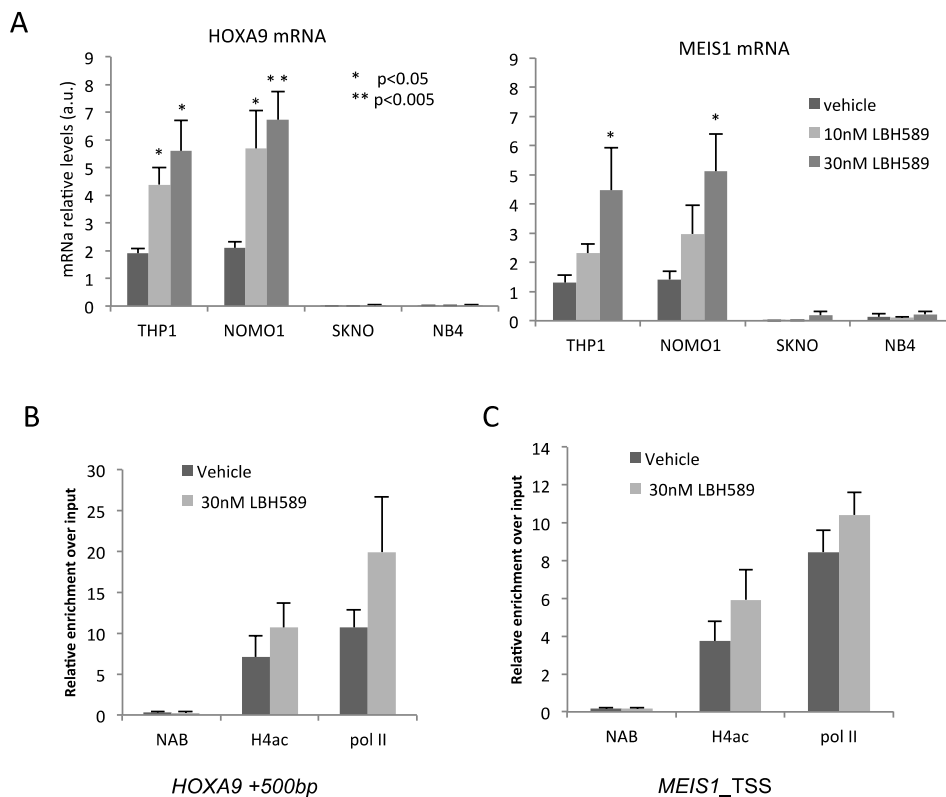 A
HOXA9 mRNA
mRNa relative levels (a.u.)
9
8
7
6
5
4
3
2
1
0
* p<0.05
** p<0.005
*
*
*
* *
THP1 NOMO1 SKNO NB4
MEIS1 mRNA
9
8
7
6
5
4
3
2
1
0
vehicle
10nM LBH589
30nM LBH589
*
*
THP1 NOMO1 SKNO NB4
B
Relative enrichment over input
30
25
20
15
10
5
0
Vehicle
30nM LBH589
NAB H4ac pol II
HOXA9 +500bp
C
Relative enrichment over input
14
12
10
8
6
4
2
0
Vehicle
30nM LBH589
NAB H4ac pol II
MEIS1_TSS